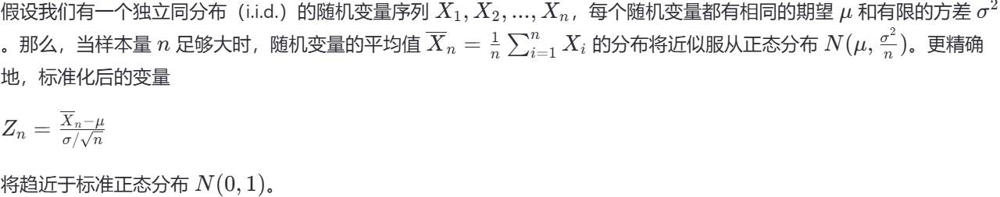 假设我们有一个独立同分布（i.i.d.）的随机变量序列 $X_1, X_2, ..., X_n$，每个随机变量都有相同的期望 $\mu$ 和有限的方差 $\sigma^2$
。那么，当样本量 $n$ 足够大时，随机变量的平均值 $\overline{X}_n = \frac{1}{n} \sum_{i=1}^{n} X_i$ 的分布将近似服从正态分布 $N(\mu, \frac{\sigma^2}{n})$。更精确
地，标准化后的变量
$Z_n = \frac{\overline{X}_n - \mu}{\sigma/\sqrt{n}}$
将趋近于标准正态分布 $N(0, 1)$。